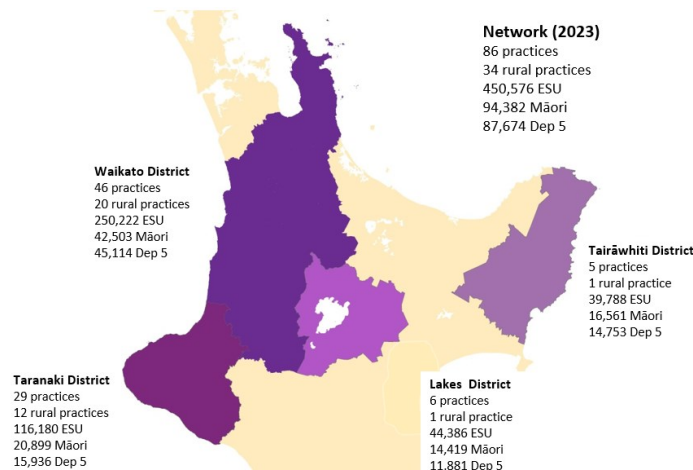 Network (2023)
86 practices
34 rural practices
450,576 ESU
94,382 Māori
87,674 Dep 5
Waikato District
46 practices
20 rural practices
250,222 ESU
42,503 Māori
45,114 Dep 5
Tairāwhiti District
5 practices
1 rural practice
39,788 ESU
16,561 Māori
14,753 Dep 5
Taranaki District
29 practices
12 rural practices
116,180 ESU
20,899 Māori
15,936 Dep 5
Lakes District
6 practices
1 rural practice
44,386 ESU
14,419 Māori
11,881 Dep 5